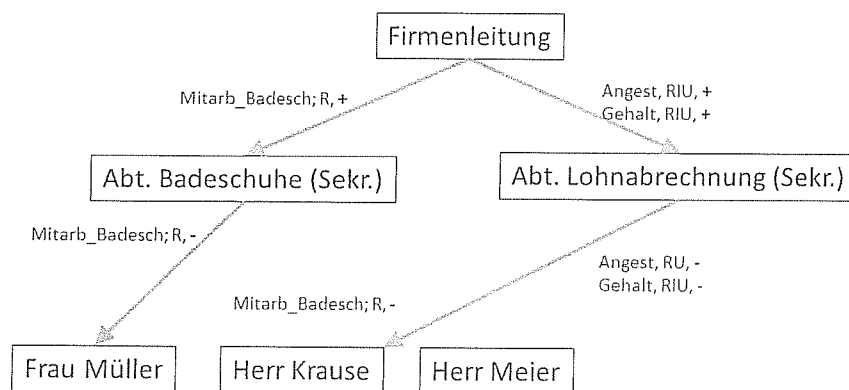 Firmenleitung
Mitarb_Badesch; R, +
Angest, RIU, +
Gehalt, RIU, +
Abt. Badeschuhe (Sekr.)
Abt. Lohnabrechnung (Sekr.)
Mitarb_Badesch; R, -
Angest, RU, -
Gehalt, RIU, -
Mitarb_Badesch; R, -
Frau Müller
Herr Krause
Herr Meier